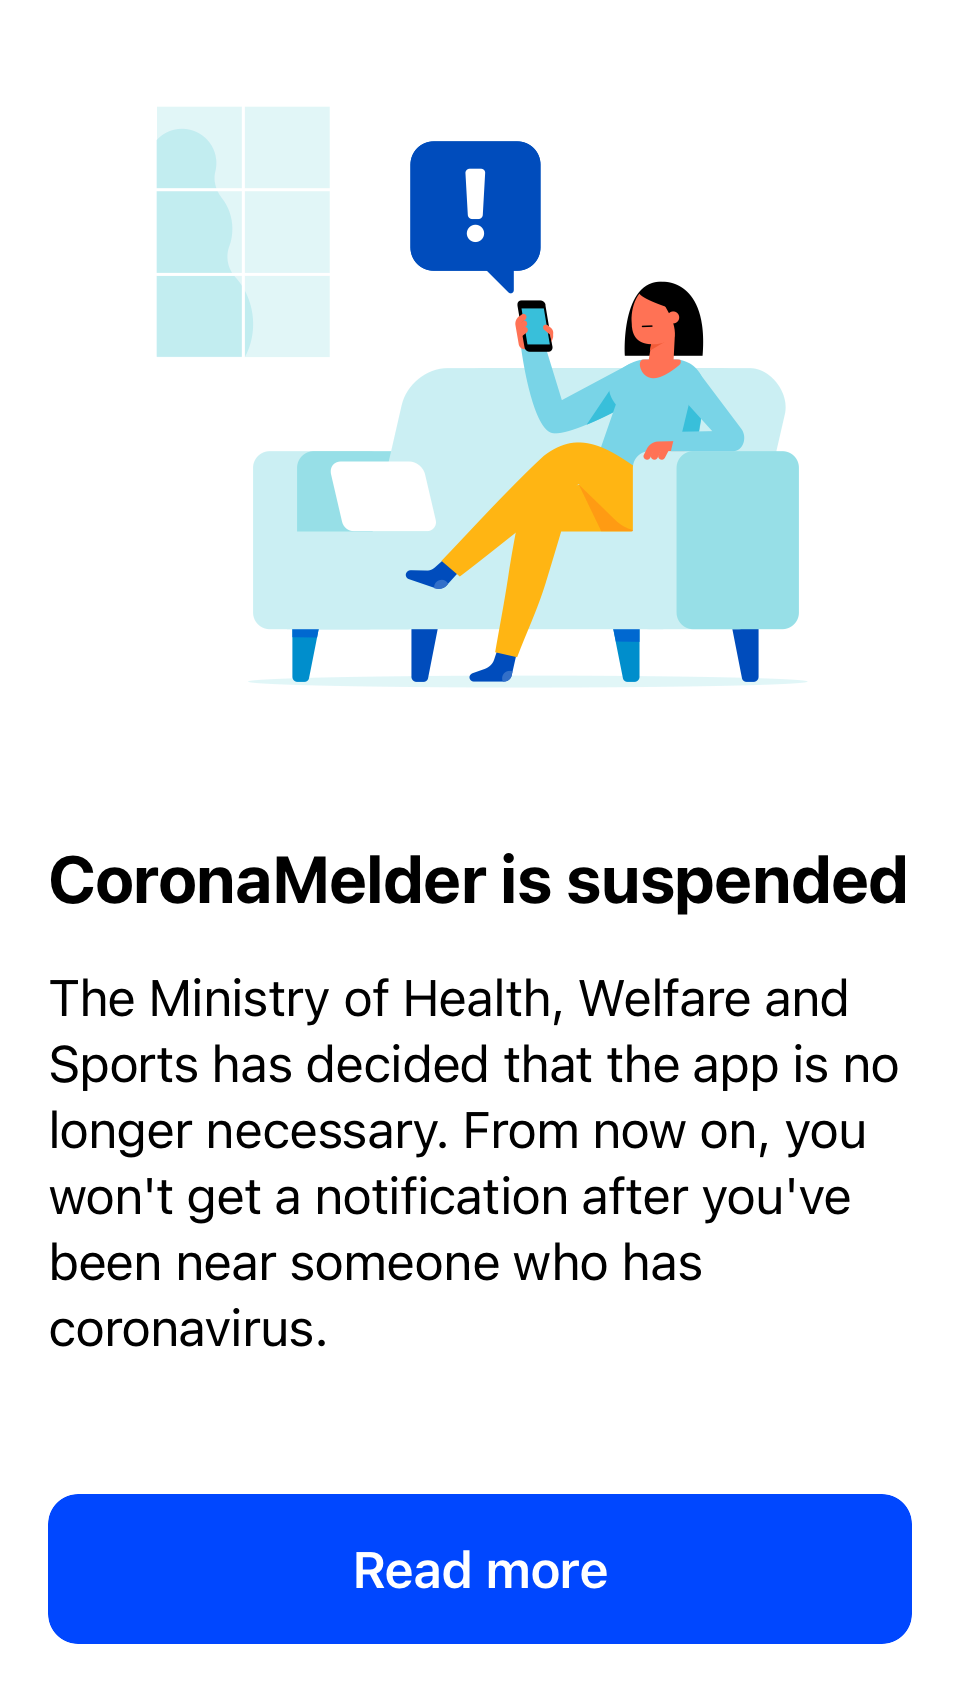 !
CoronaMelder is suspended
The Ministry of Health, Welfare and
Sports has decided that the app is no
longer necessary. From now on, you
won't get a notification after you've
been near someone who has
coronavirus.
Read more